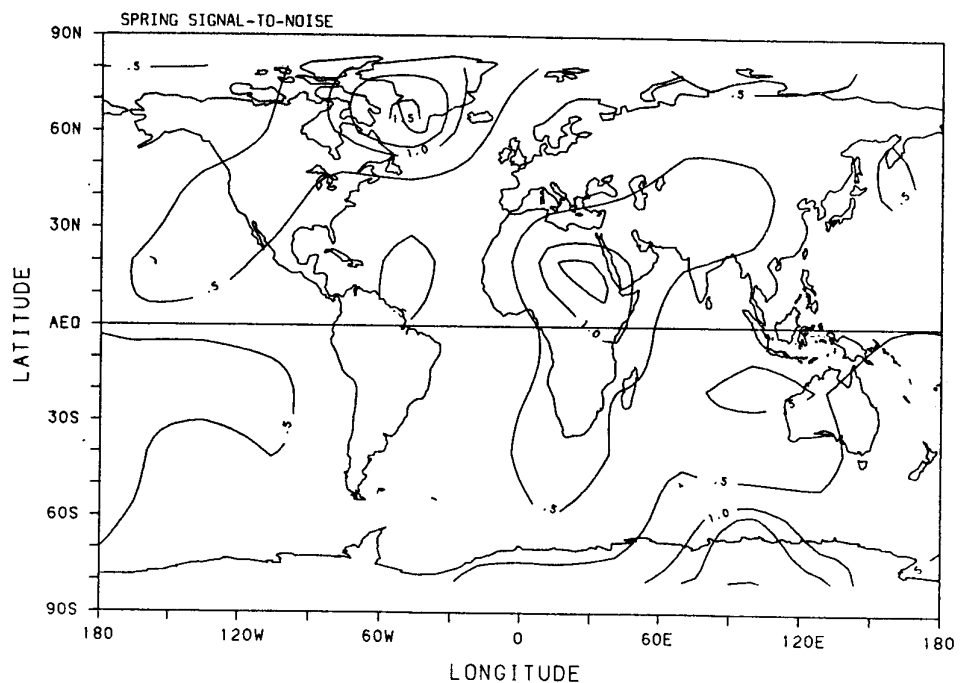 SPRING SIGNAL-TO-NOISE
90N
60N
30N
AEQ
30S
60S
90S
LATITUDE
180
120W
60W
0
60E
120E
180
LONGITUDE
.5
1.5
1.0
.5
.5
.5
1.0
.5
.5
.5
.5
1.0
.5